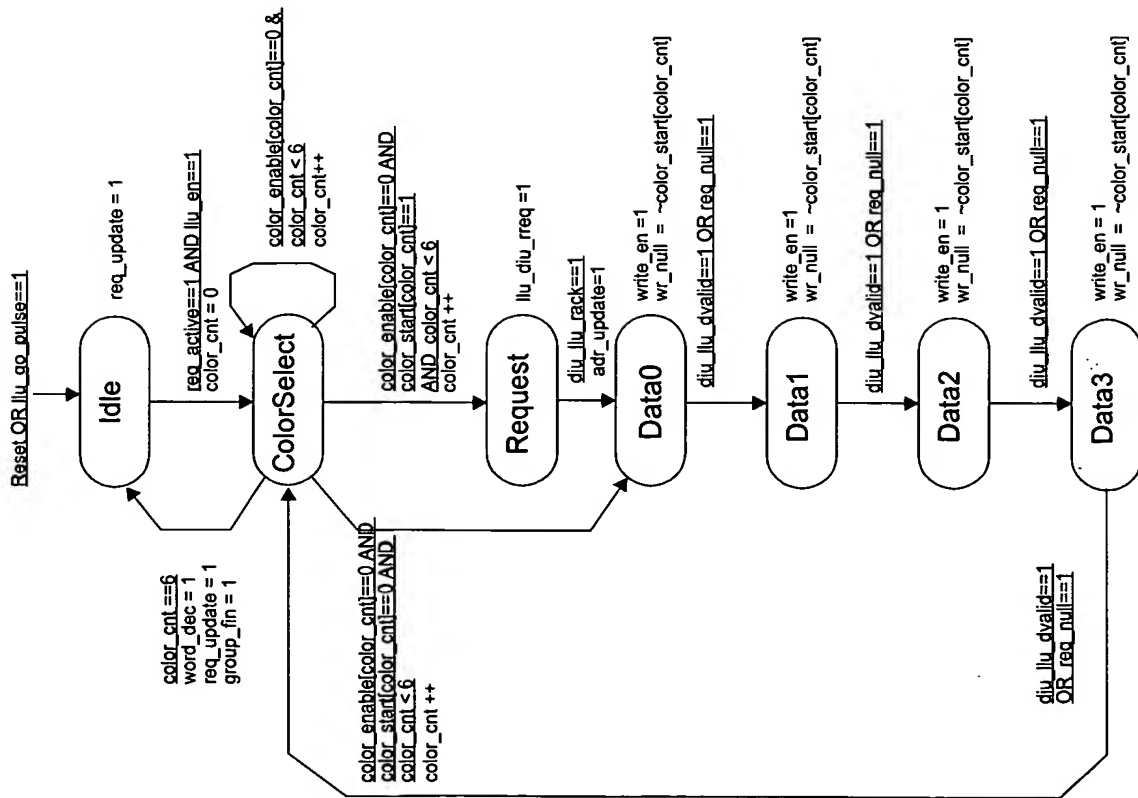 Reset OR llu_go_pulse==1
Idle
req_update = 1
req_active==1 AND llu_en==1
color_cnt = 0
color_cnt ==6
word_dec = 1
req_update = 1
group_fin = 1
ColorSelect
color_enable[color_cnt]==0 &
color_cnt < 6
color_cnt++
color_enable[color_cnt]==0 AND
color_start[color_cnt]==1
AND color_cnt < 6
color_cnt ++
color_enable[color_cnt]==0 AND
color_start[color_cnt]==0 AND
color_cnt < 6
color_cnt ++
Request
llu_diu_rreq =1
diu_llu_rack==1
adr_update=1
Data0
write_en =1
wr_null = ~color_start[color_cnt]
diu_llu_dvalid==1 OR req_null==1
Data1
write_en =1
wr_null = ~color_start[color_cnt]
diu_llu_dvalid==1 OR req_null==1
Data2
write_en =1
wr_null = ~color_start[color_cnt]
diu_llu_dvalid==1 OR req_null==1
Data3
write_en =1
wr_null = ~color_start[color_cnt]
diu_llu_dvalid==1
OR req_null==1